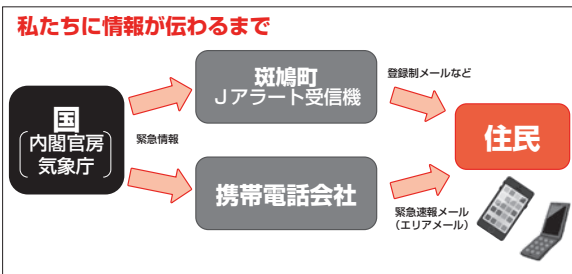 私たちに情報が伝わるまで
国
内閣官房
気象庁
緊急情報
斑鳩町
Jアラート受信機
登録制メールなど
携帯電話会社
緊急速報メール
（エリアメール）
住民